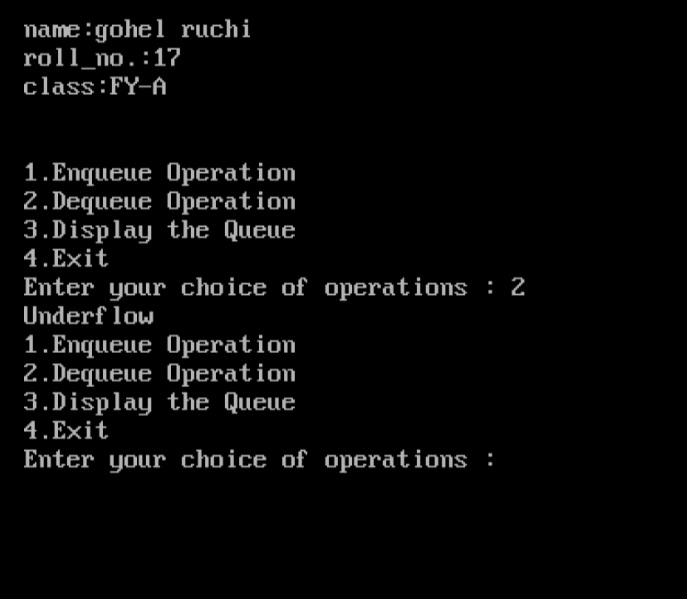 name:gohel ruchi
roll_no.:17
class:FY-A
1.Enqueue Operation
2.Dequeue Operation
3.Display the Queue
4.Exit
Enter your choice of operations : 2
Underflow
1.Enqueue Operation
2.Dequeue Operation
3.Display the Queue
4.Exit
Enter your choice of operations :